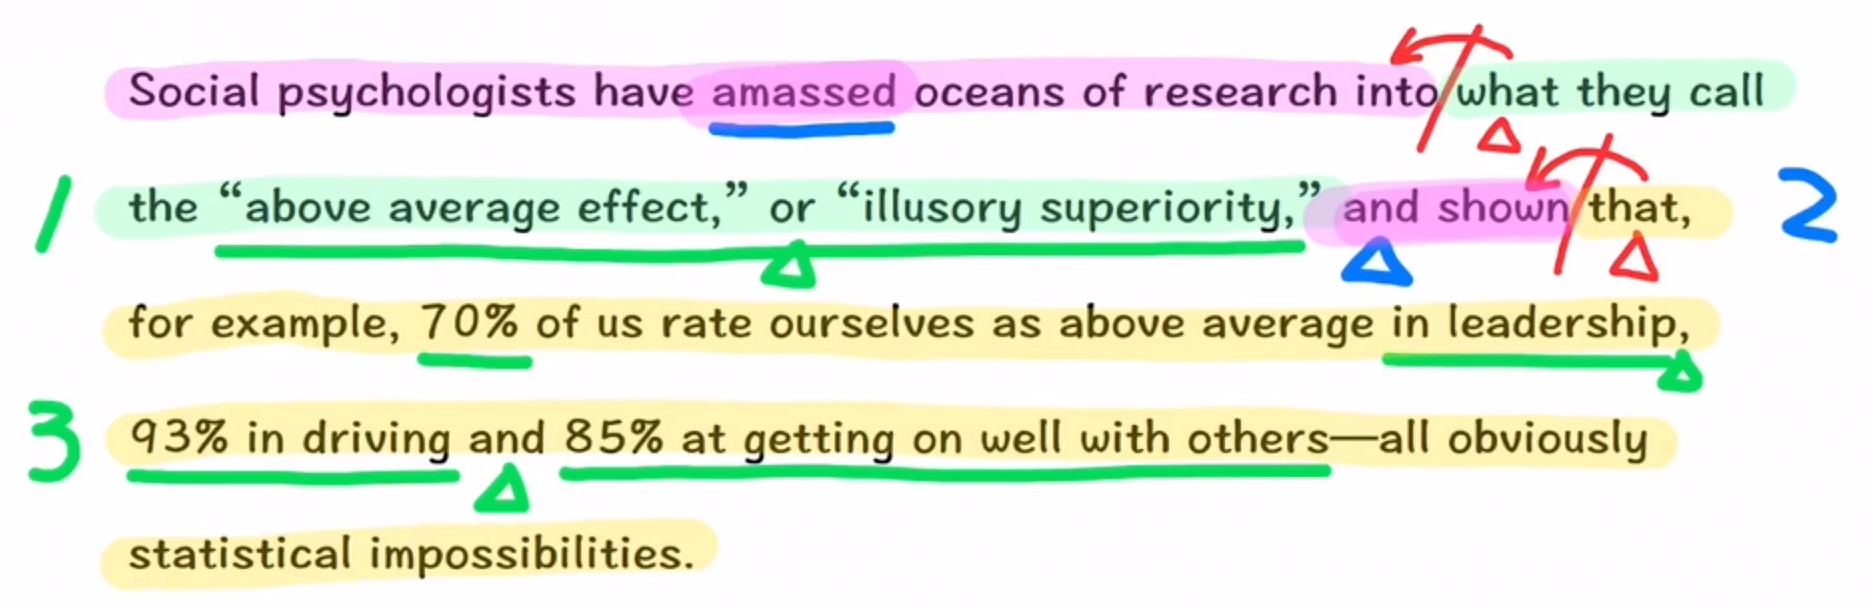 Social psychologists have amassed oceans of research into what they call
1 the “above average effect,” or “illusory superiority,” and shown that, 2
for example, 70% of us rate ourselves as above average in leadership,
3 93% in driving and 85% at getting on well with others—all obviously
statistical impossibilities.